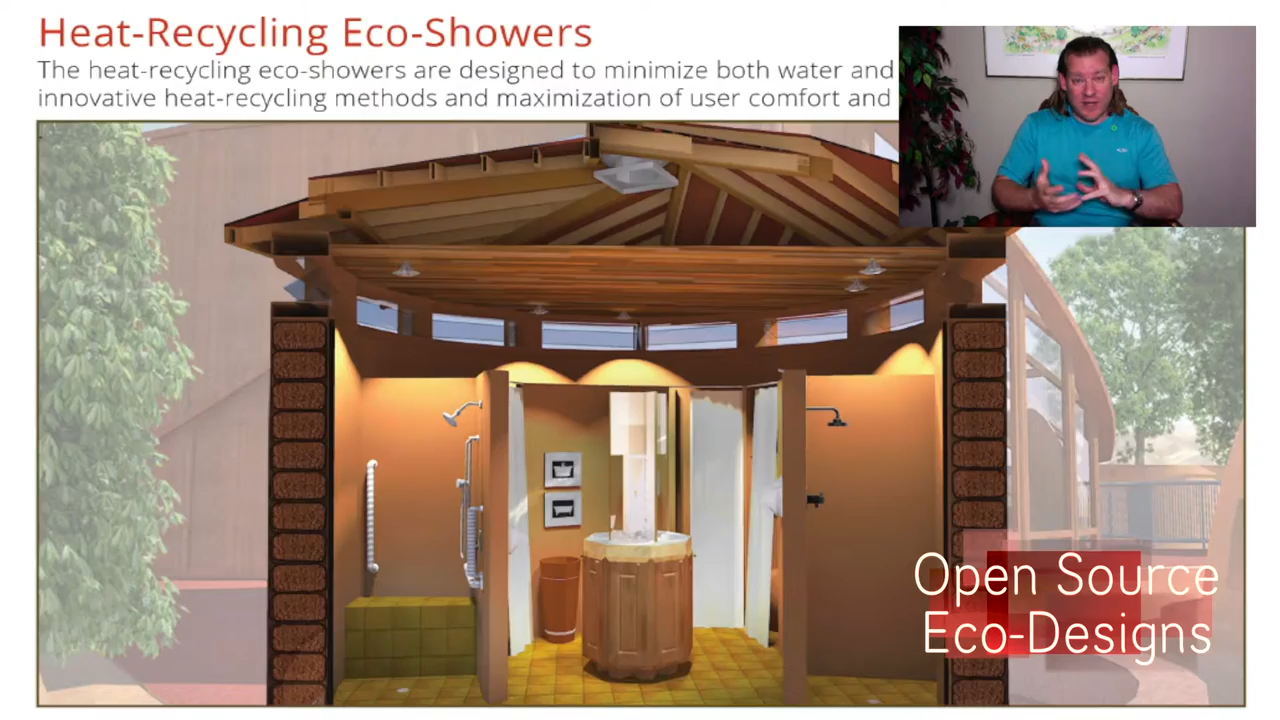 Heat-Recycling Eco-Showers
The heat-recycling eco-showers are designed to minimize both water and
innovative heat-recycling methods and maximization of user comfort and
Open Source
Eco-Designs